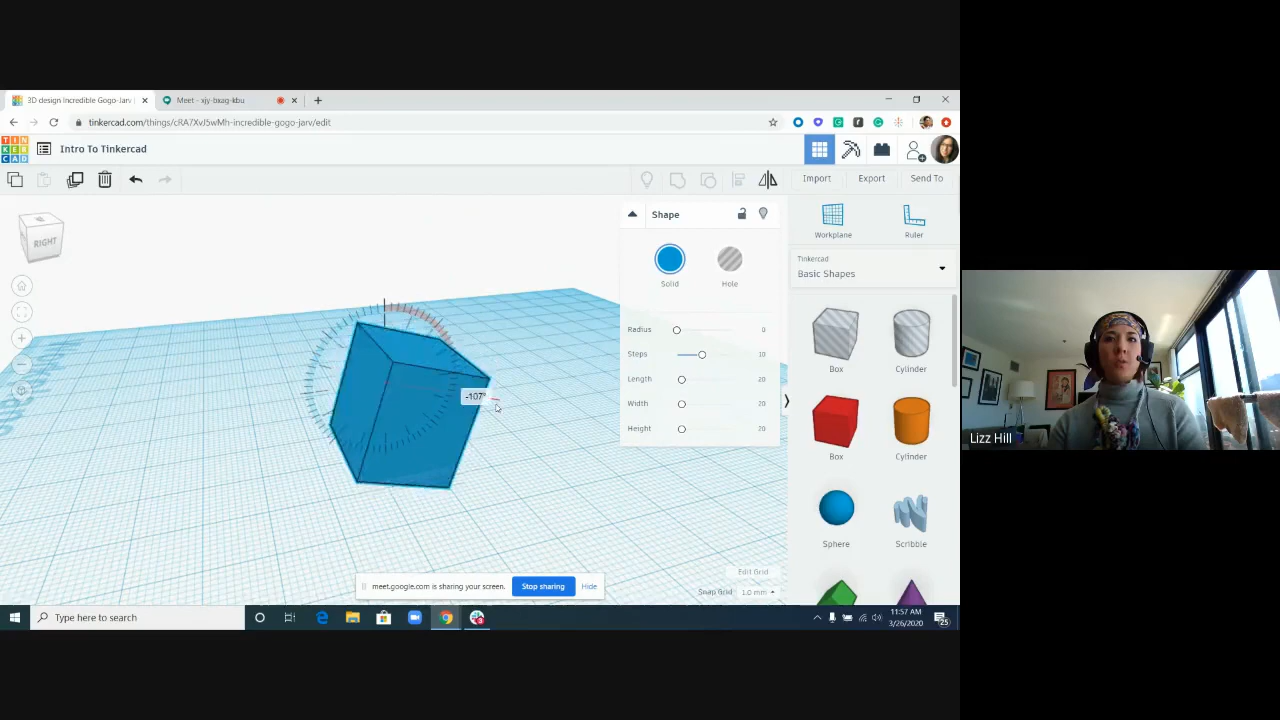 3D design Incredible Gogo-Jarv
Meet - xjy-bxag-kbu
tinkercad.com/things/cRA7XvJ5wMh-incredible-gogo-jarv/edit
TIN
KER
CAD
Intro To Tinkercad
Import
Export
Send To
RIGHT
Shape
Solid
Hole
Radius 0
Steps 10
Length 20
Width 20
Height 20
-107°
Workplane
Ruler
Tinkercad
Basic Shapes
Box
Cylinder
Box
Cylinder
Sphere
Scribble
Edit Grid
Snap Grid 1.0 mm
meet.google.com is sharing your screen.
Stop sharing
Hide
Type here to search
11:57 AM
3/26/2020
25
Lizz Hill